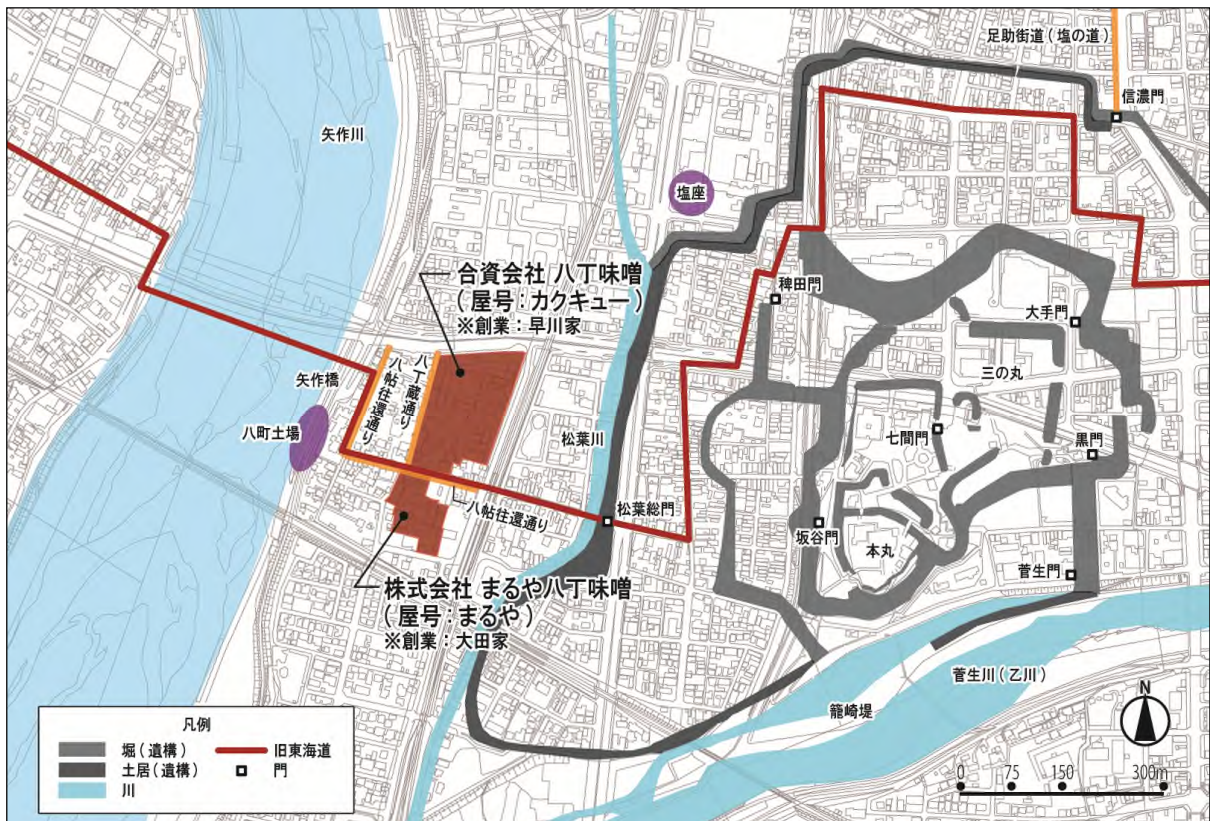 足助街道(塩の道)
信濃門
矢作川
塩座
合資会社 八丁味噌
(屋号:カクキュー)
※創業:早川家
稗田門
大手門
三の丸
矢作橋
八帖往還通り
八丁蔵通り
八町土場
松葉川
七間門
黒門
八帖往還通り
松葉総門
坂谷門
本丸
菅生門
株式会社 まるや八丁味噌
(屋号:まるや)
※創業:大田家
菅生川(乙川)
籠崎堤
N
凡例
堀(遺構)
旧東海道
土居(遺構)
門
川
0 75 150 300m